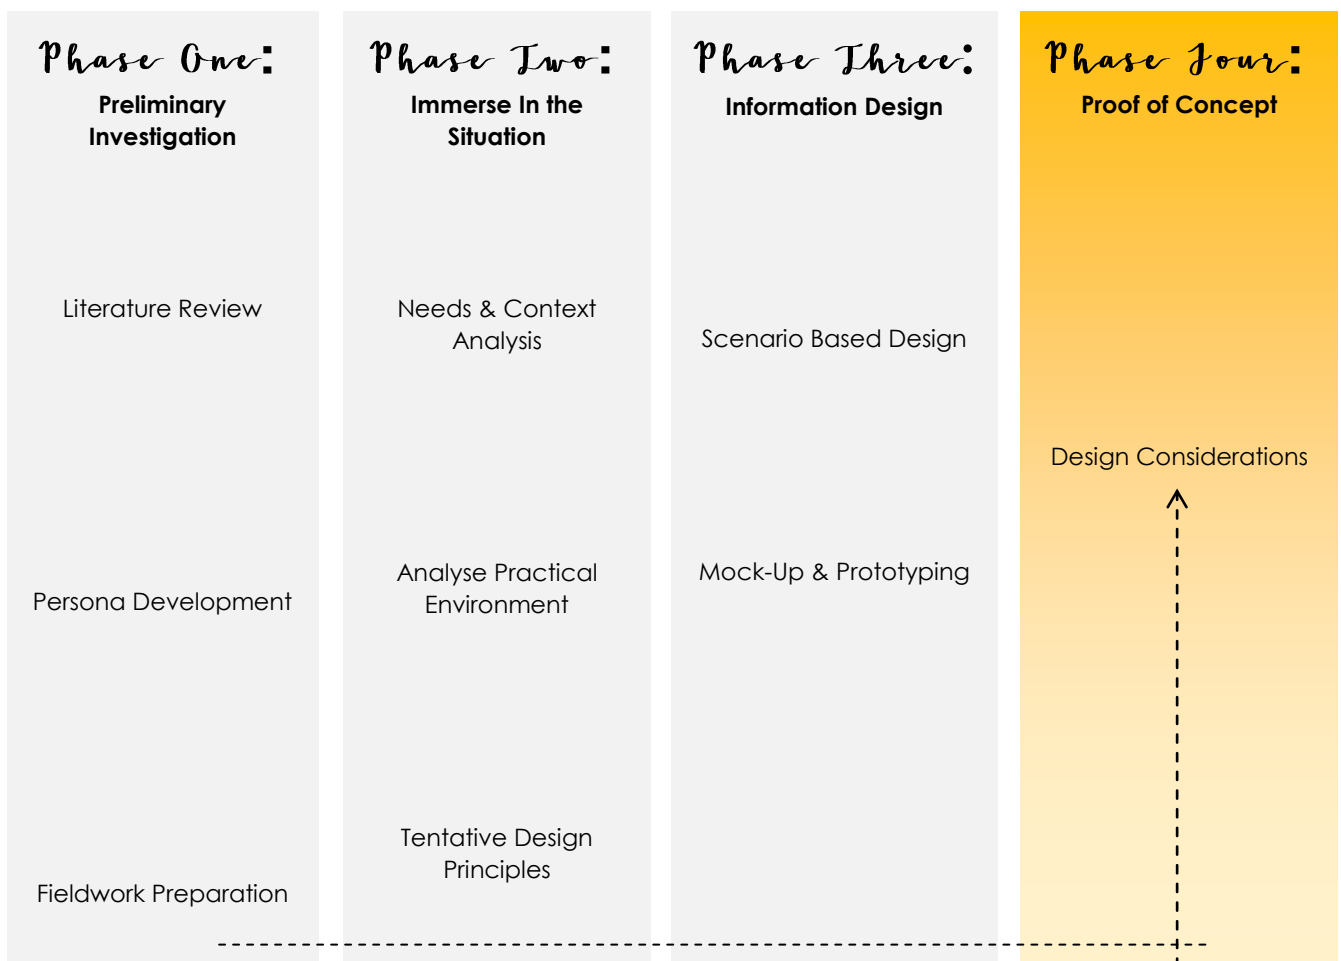 Phase One:
Preliminary
Investigation
Literature Review
Persona Development
Fieldwork Preparation
Phase Two:
Immerse In the
Situation
Needs & Context
Analysis
Analyse Practical
Environment
Tentative Design
Principles
Phase Three:
Information Design
Scenario Based Design
Mock-Up & Prototyping
Phase Four:
Proof of Concept
Design Considerations